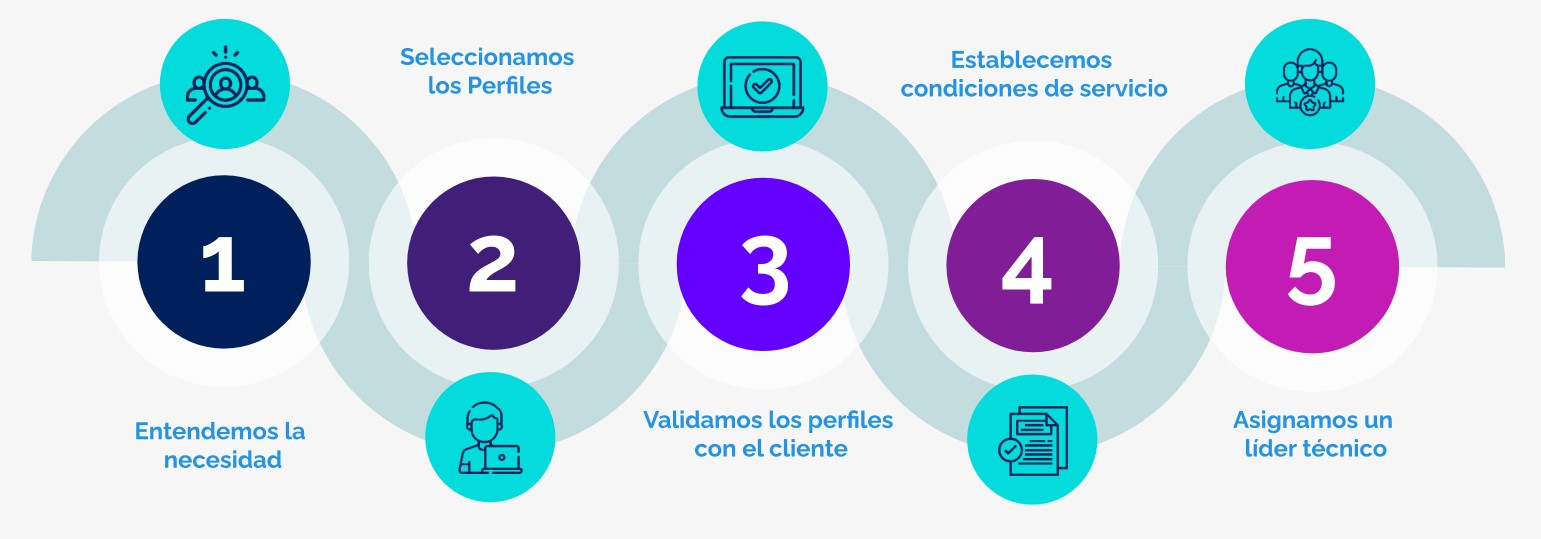 1
Entendemos la
necesidad
2
Seleccionamos
los Perfiles
3
Validamos los perfiles
con el cliente
4
Establecemos
condiciones de servicio
5
Asignamos un
líder técnico